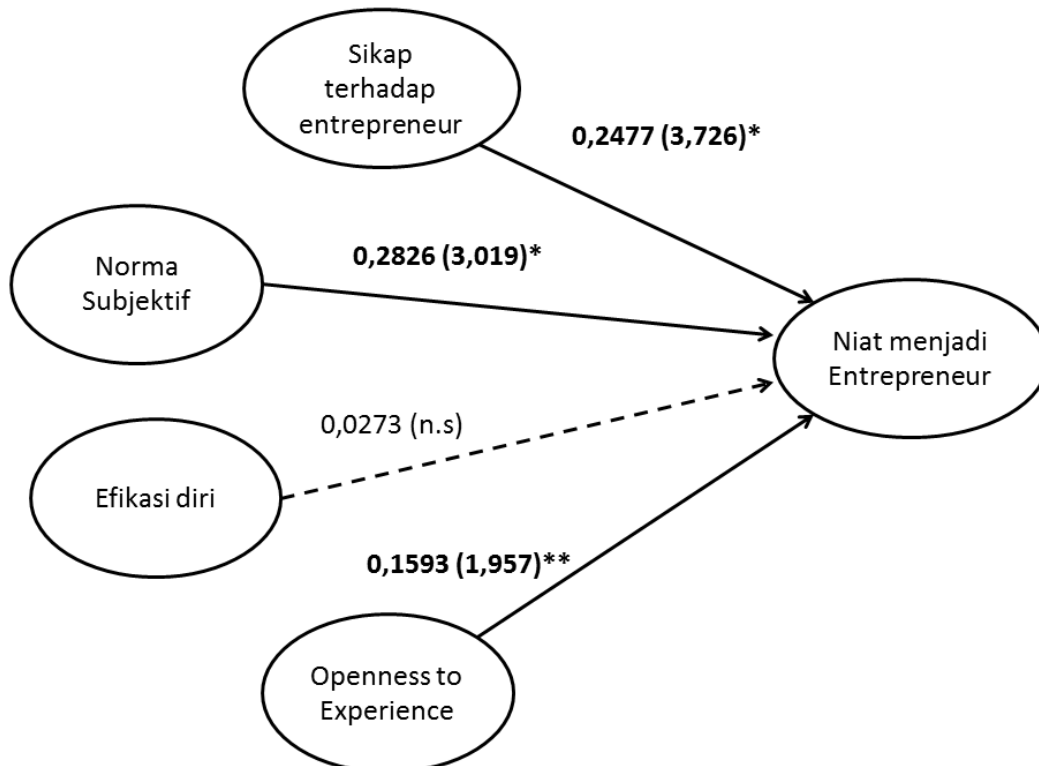 Sikap
terhadap
entrepreneur
0,2477 (3,726)*
Norma
Subjektif
0,2826 (3,019)*
Niat menjadi
Entrepreneur
Efikasi diri
0,0273 (n.s)
0,1593 (1,957)**
Openness to
Experience